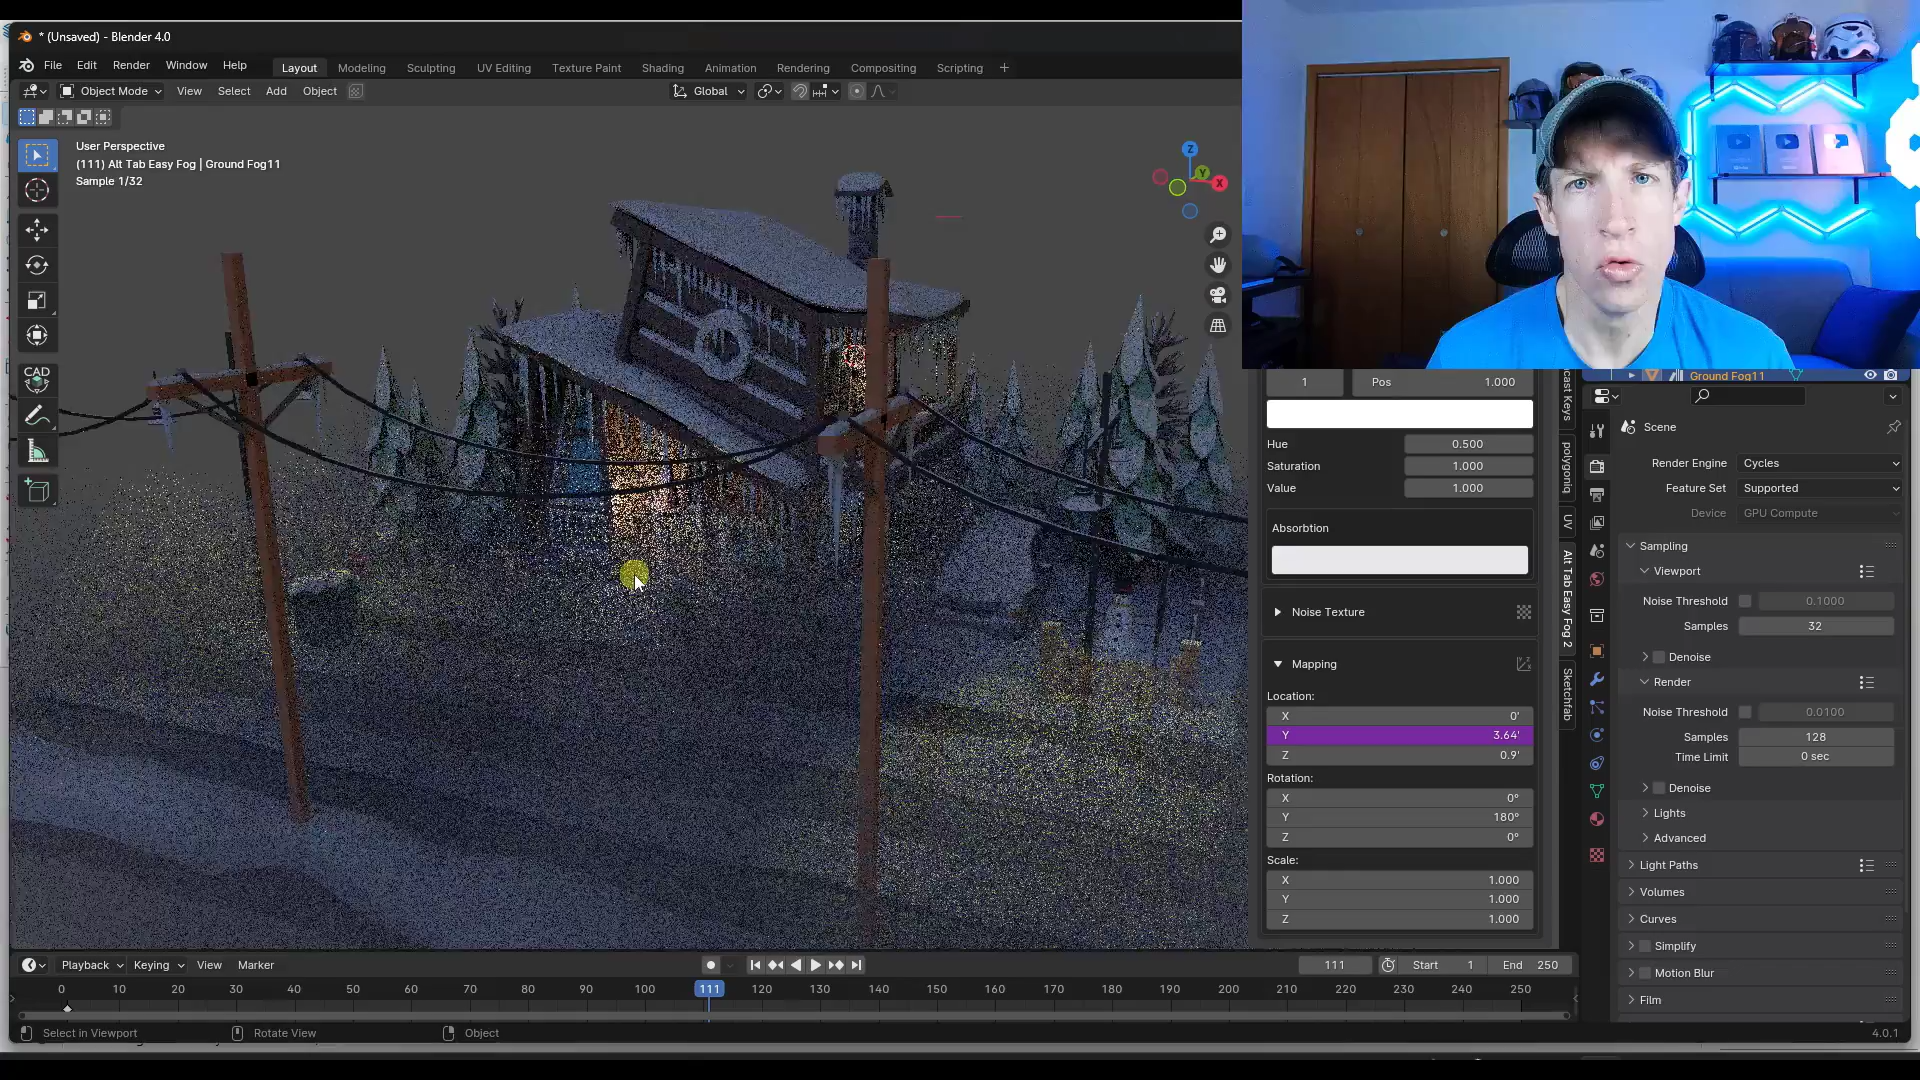 * (Unsaved) - Blender 4.0
File Edit Render Window Help
Layout Modeling Sculpting UV Editing Texture Paint Shading Animation Rendering Compositing Scripting +
Object Mode View Select Add Object
Global
User Perspective
(111) Alt Tab Easy Fog | Ground Fog11
Sample 1/32
Z
Y
X
CAD
1 Pos 1.000
Hue 0.500
Saturation 1.000
Value 1.000
Absorbtion
Noise Texture
Mapping
Location:
X 0'
Y 3.64'
Z 0.9'
Rotation:
X 0°
Y 180°
Z 0°
Scale:
X 1.000
Y 1.000
Z 1.000
polygoniq
UV
Alt Tab Easy Fog 2
Sketchfab
Ground Fog11
Scene
Render Engine Cycles
Feature Set Supported
Device GPU Compute
Sampling
Viewport
Noise Threshold 0.1000
Samples 32
Denoise
Render
Noise Threshold 0.0100
Samples 128
Time Limit 0 sec
Denoise
Lights
Advanced
Light Paths
Volumes
Curves
Simplify
Motion Blur
Film
Playback Keying View Marker
111 Start 1 End 250
0 10 20 30 40 50 60 70 80 90 100 111 120 130 140 150 160 170 180 190 200 210 220 230 240 250
Select in Viewport Rotate View Object
4.0.1